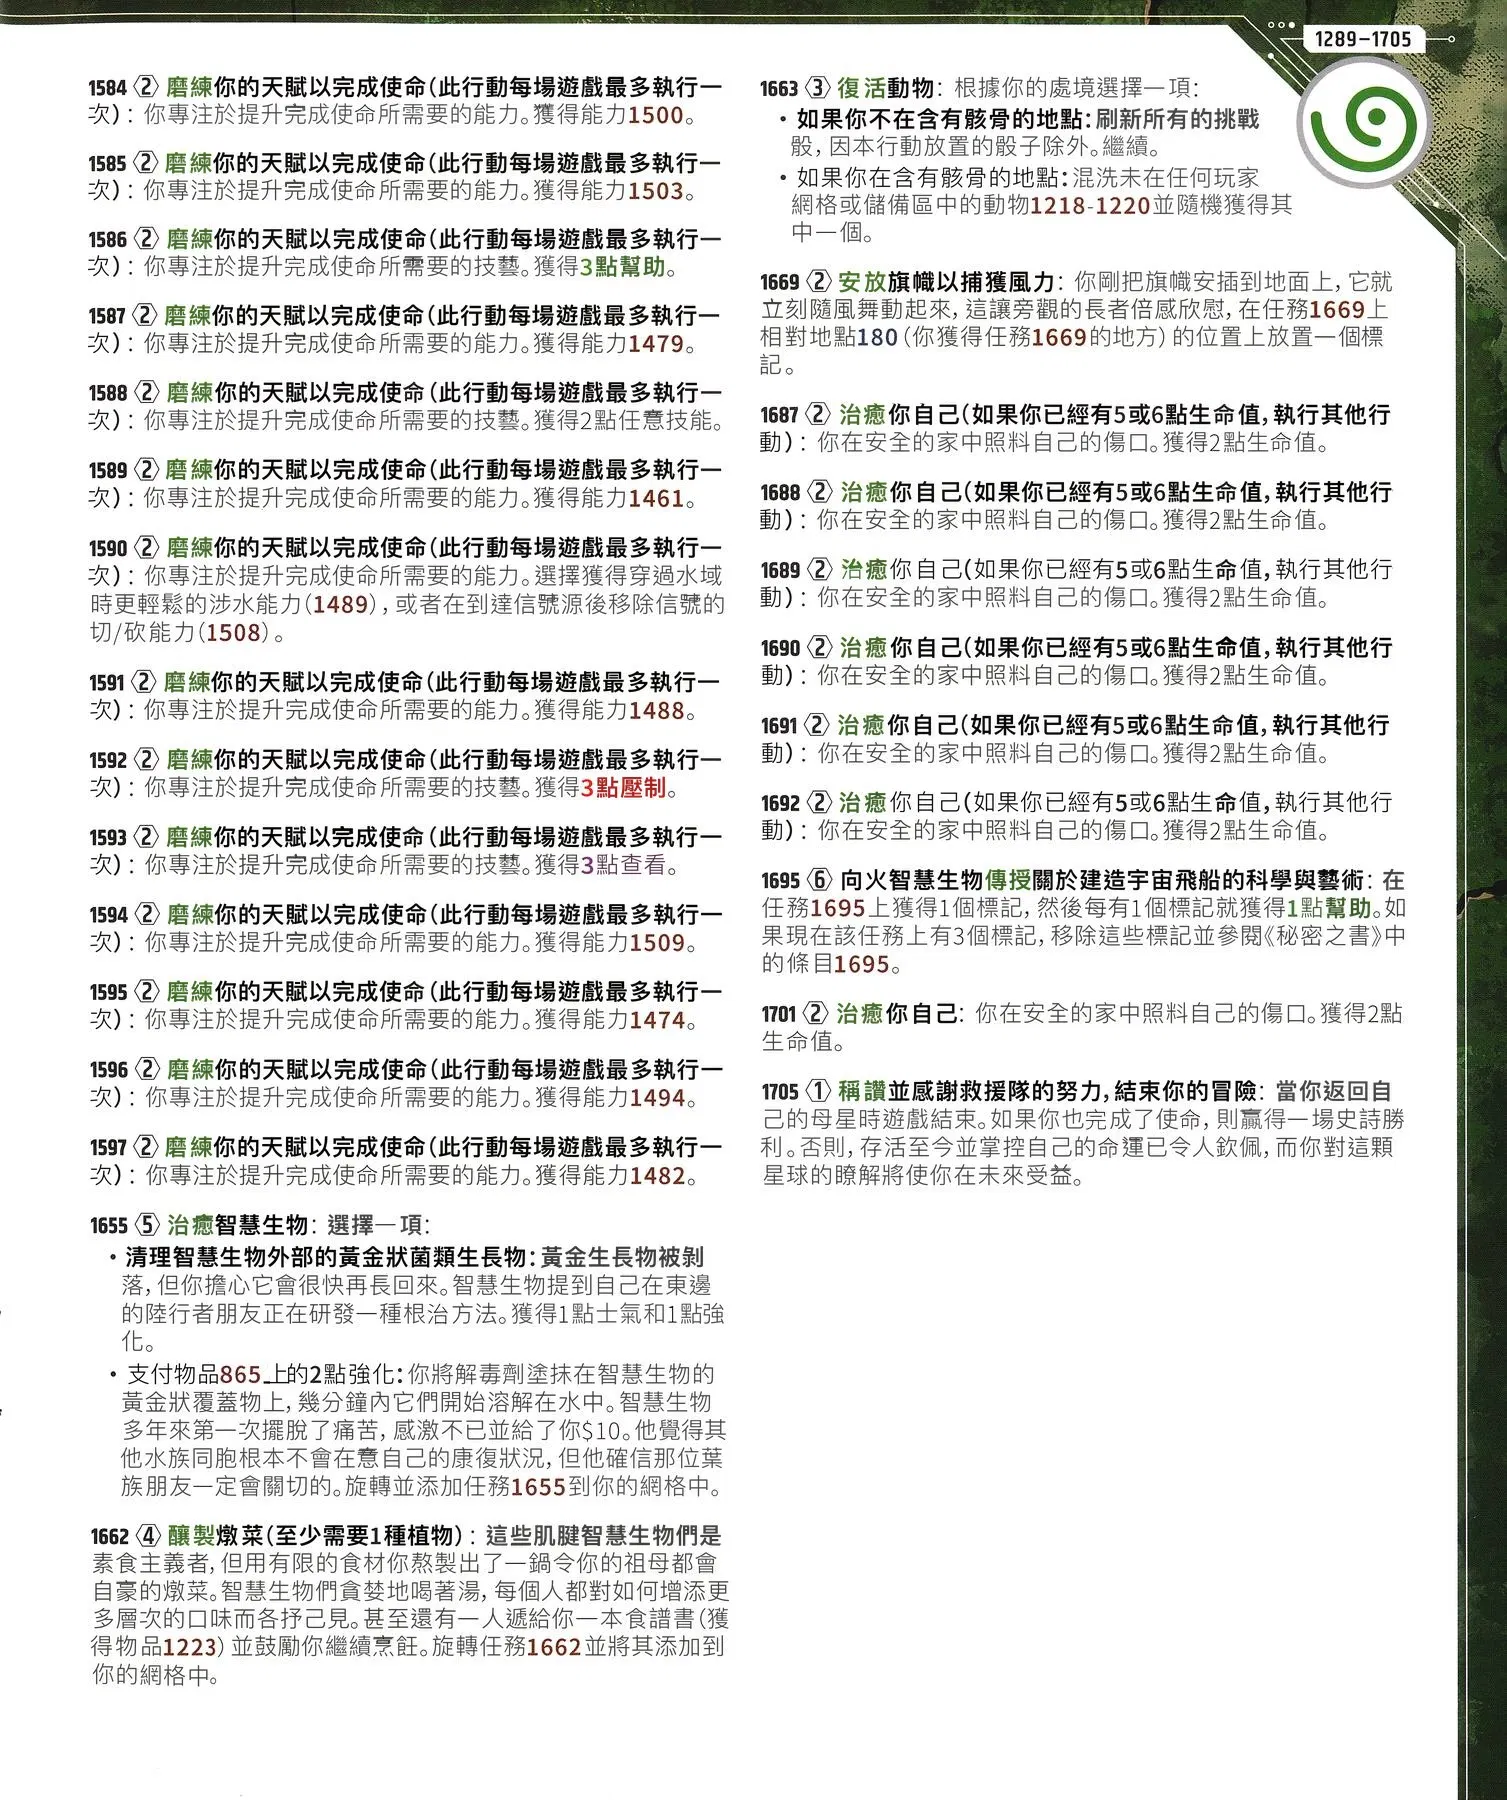 1289–1705
1584 ② 磨練你的天賦以完成使命(此行動每場遊戲最多執行一
次): 你專注於提升完成使命所需要的能力。獲得能力1500。
1585 ② 磨練你的天賦以完成使命(此行動每場遊戲最多執行一
次): 你專注於提升完成使命所需要的能力。獲得能力1503。
1586 ② 磨練你的天賦以完成使命(此行動每場遊戲最多執行一
次): 你專注於提升完成使命所需要的技藝。獲得3點幫助。
1587 ② 磨練你的天賦以完成使命(此行動每場遊戲最多執行一
次): 你專注於提升完成使命所需要的能力。獲得能力1479。
1588 ② 磨練你的天賦以完成使命(此行動每場遊戲最多執行一
次): 你專注於提升完成使命所需要的技藝。獲得2點任意技能。
1589 ② 磨練你的天賦以完成使命(此行動每場遊戲最多執行一
次): 你專注於提升完成使命所需要的能力。獲得能力1461。
1590 ② 磨練你的天賦以完成使命(此行動每場遊戲最多執行一
次): 你專注於提升完成使命所需要的能力。選擇獲得穿過水域
時更輕鬆的涉水能力(1489),或者在到達信號源後移除信號的
切/砍能力(1508)。
1591 ② 磨練你的天賦以完成使命(此行動每場遊戲最多執行一
次): 你專注於提升完成使命所需要的能力。獲得能力1488。
1592 ② 磨練你的天賦以完成使命(此行動每場遊戲最多執行一
次): 你專注於提升完成使命所需要的技藝。獲得3點壓制。
1593 ② 磨練你的天賦以完成使命(此行動每場遊戲最多執行一
次): 你專注於提升完成使命所需要的技藝。獲得3點查看。
1594 ② 磨練你的天賦以完成使命(此行動每場遊戲最多執行一
次): 你專注於提升完成使命所需要的能力。獲得能力1509。
1595 ② 磨練你的天賦以完成使命(此行動每場遊戲最多執行一
次): 你專注於提升完成使命所需要的能力。獲得能力1474。
1596 ② 磨練你的天賦以完成使命(此行動每場遊戲最多執行一
次): 你專注於提升完成使命所需要的能力。獲得能力1494。
1597 ② 磨練你的天賦以完成使命(此行動每場遊戲最多執行一
次): 你專注於提升完成使命所需要的能力。獲得能力1482。
1655 ⑤ 治癒智慧生物: 選擇一項:
• 清理智慧生物外部的黃金狀菌類生長物:黃金生長物被剝
落,但你擔心它會很快再長回來。智慧生物提到自己在東邊
的陸行者朋友正在研發一種根治方法。獲得1點士氣和1點強
化。
• 支付物品865上的2點強化:你將解毒劑塗抹在智慧生物的
黃金狀覆蓋物上,幾分鐘內它們開始溶解在水中。智慧生物
多年來第一次擺脫了痛苦,感激不已並給了你$10。他覺得其
他水族同胞根本不會在意自己的康復狀況,但他確信那位葉
族朋友一定會關切的。旋轉並添加任務1655到你的網格中。
1662 ④ 釀製燉菜(至少需要1種植物): 這些肌腱智慧生物們是
素食主義者,但用有限的食材你熬製出了一鍋令你的祖母都會
自豪的燉菜。智慧生物們貪婪地喝著湯,每個人都對如何增添更
多層次的口味而各抒己見。甚至還有一人遞給你一本食譜書(獲
得物品1223)並鼓勵你繼續烹飪。旋轉任務1662並將其添加到
你的網格中。
1663 ③ 復活動物: 根據你的處境選擇一項:
• 如果你不在含有骸骨的地點:刷新所有的挑戰
骰,因本行動放置的骰子除外。繼續。
• 如果你在含有骸骨的地點:混洗未在任何玩家
網格或儲備區中的動物1218-1220並隨機獲得其
中一個。
1669 ② 安放旗幟以捕獲風力: 你剛把旗幟安插到地面上,它就
立刻隨風舞動起來,這讓旁觀的長者倍感欣慰,在任務1669上
相對地點180(你獲得任務1669的地方)的位置上放置一個標
記。
1687 ② 治癒你自己(如果你已經有5或6點生命值,執行其他行
動): 你在安全的家中照料自己的傷口。獲得2點生命值。
1688 ② 治癒你自己(如果你已經有5或6點生命值,執行其他行
動): 你在安全的家中照料自己的傷口。獲得2點生命值。
1689 ② 治癒你自己(如果你已經有5或6點生命值,執行其他行
動): 你在安全的家中照料自己的傷口。獲得2點生命值。
1690 ② 治癒你自己(如果你已經有5或6點生命值,執行其他行
動): 你在安全的家中照料自己的傷口。獲得2點生命值。
1691 ② 治癒你自己(如果你已經有5或6點生命值,執行其他行
動): 你在安全的家中照料自己的傷口。獲得2點生命值。
1692 ② 治癒你自己(如果你已經有5或6點生命值,執行其他行
動): 你在安全的家中照料自己的傷口。獲得2點生命值。
1695 ⑥ 向火智慧生物傳授關於建造宇宙飛船的科學與藝術: 在
任務1695上獲得1個標記,然後每有1個標記就獲得1點幫助。如
果現在該任務上有3個標記,移除這些標記並參閱《秘密之書》中
的條目1695。
1701 ② 治癒你自己: 你在安全的家中照料自己的傷口。獲得2點
生命值。
1705 ① 稱讚並感謝救援隊的努力,結束你的冒險: 當你返回自
己的母星時遊戲結束。如果你也完成了使命,則贏得一場史詩勝
利。否則,存活至今並掌控自己的命運已令人欽佩,而你對這顆
星球的瞭解將使你在未來受益。